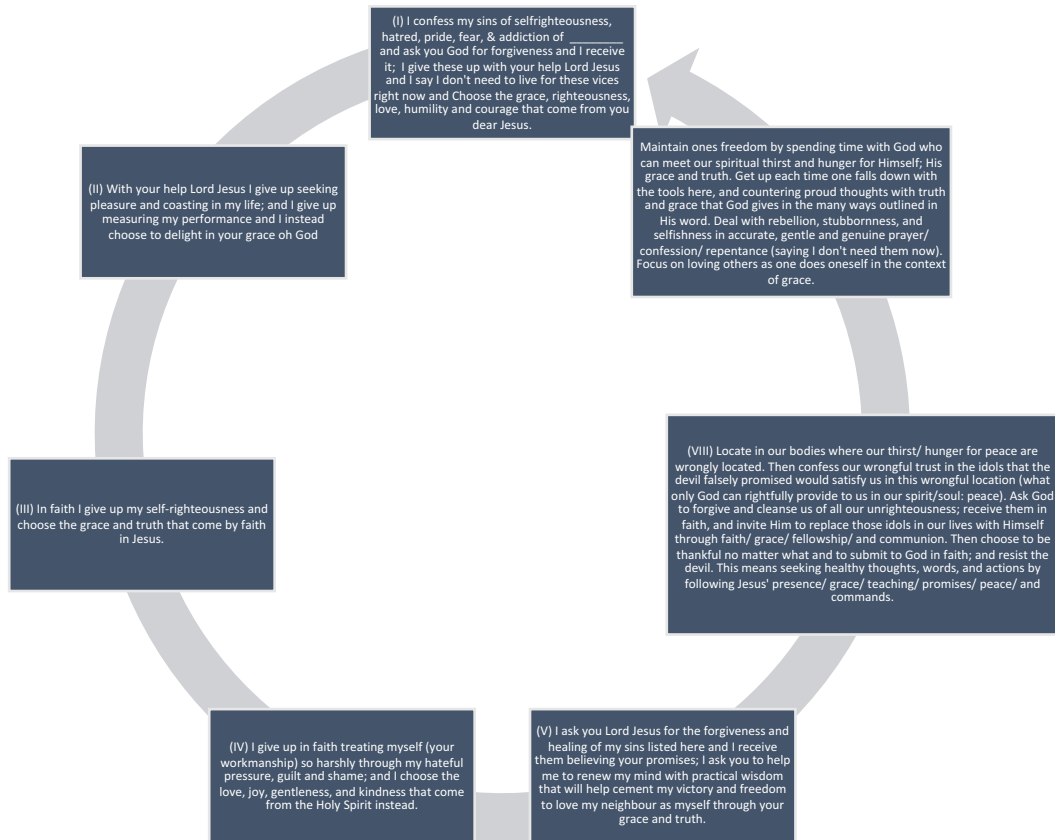 (I) I confess my sins of selfrighteousness,
hatred, pride, fear, & addiction of ________
and ask you God for forgiveness and I receive
it;  I give these up with your help Lord Jesus
and I say I don't need to live for these vices
right now and Choose the grace, righteousness,
love, humility and courage that come from you
dear Jesus.
(II) With your help Lord Jesus I give up seeking
pleasure and coasting in my life; and I give up
measuring my performance and I instead
choose to delight in your grace oh God
(III) In faith I give up my self-righteousness and
choose the grace and truth that come by faith
in Jesus.
(IV) I give up in faith treating myself (your
workmanship) so harshly through my hateful
pressure, guilt and shame; and I choose the
love, joy, gentleness, and kindness that come
from the Holy Spirit instead.
(V) I ask you Lord Jesus for the forgiveness and
healing of my sins listed here and I receive
them believing your promises; I ask you to help
me to renew my mind with practical wisdom
that will help cement my victory and freedom
to love my neighbour as myself through your
grace and truth.
(VIII) Locate in our bodies where our thirst/ hunger for peace are
wrongly located. Then confess our wrongful trust in the idols that the
devil falsely promised would satisfy us in this wrongful location (what
only God can rightfully provide to us in our spirit/soul: peace). Ask God
to forgive and cleanse us of all our unrighteousness; receive them in
faith, and invite Him to replace those idols in our lives with Himself
through faith/ grace/ fellowship/ and communion. Then choose to be
thankful no matter what and to submit to God in faith; and resist the
devil. This means seeking healthy thoughts, words, and actions by
following Jesus' presence/ grace/ teaching/ promises/ peace/ and
commands.
Maintain ones freedom by spending time with God who
can meet our spiritual thirst and hunger for Himself; His
grace and truth. Get up each time one falls down with
the tools here, and countering proud thoughts with truth
and grace that God gives in the many ways outlined in
His word. Deal with rebellion, stubbornness, and
selfishness in accurate, gentle and genuine prayer/
confession/ repentance (saying I don't need them now).
Focus on loving others as one does oneself in the context
of grace.